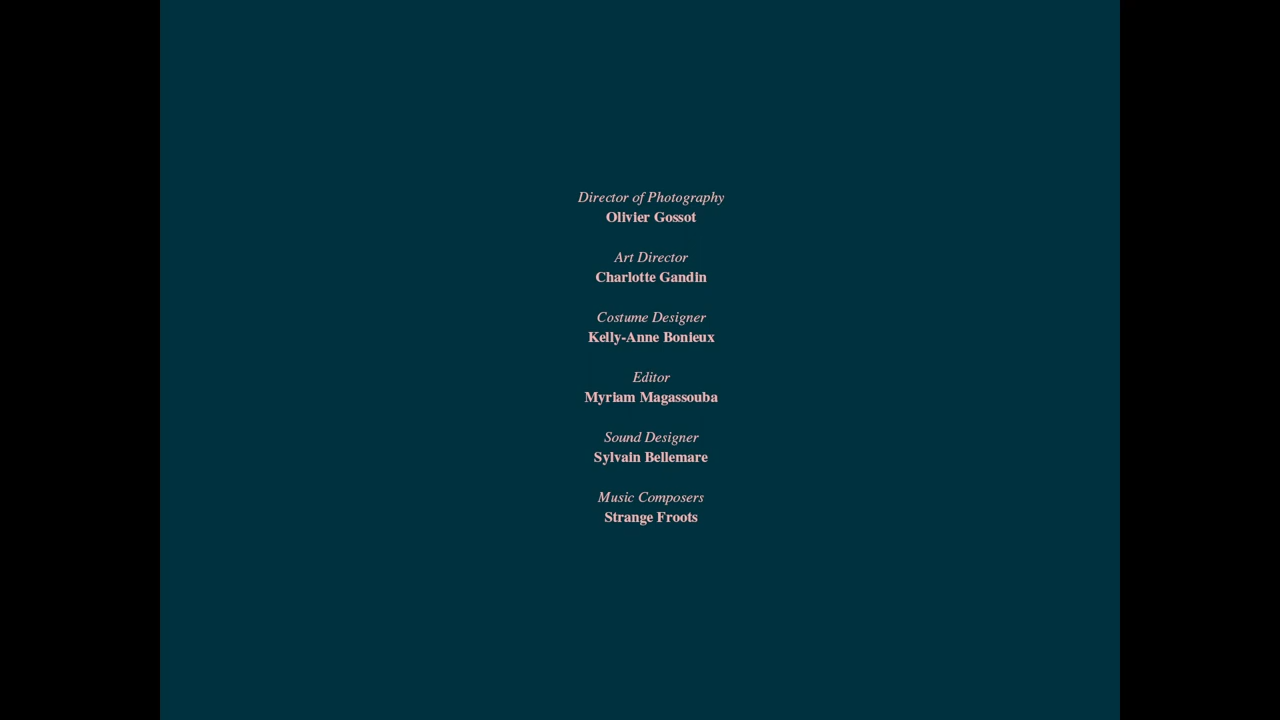 Director of Photography
Olivier Gossot
Art Director
Charlotte Gandin
Costume Designer
Kelly-Anne Bonieux
Editor
Myriam Magassouba
Sound Designer
Sylvain Bellemare
Music Composers
Strange Froots